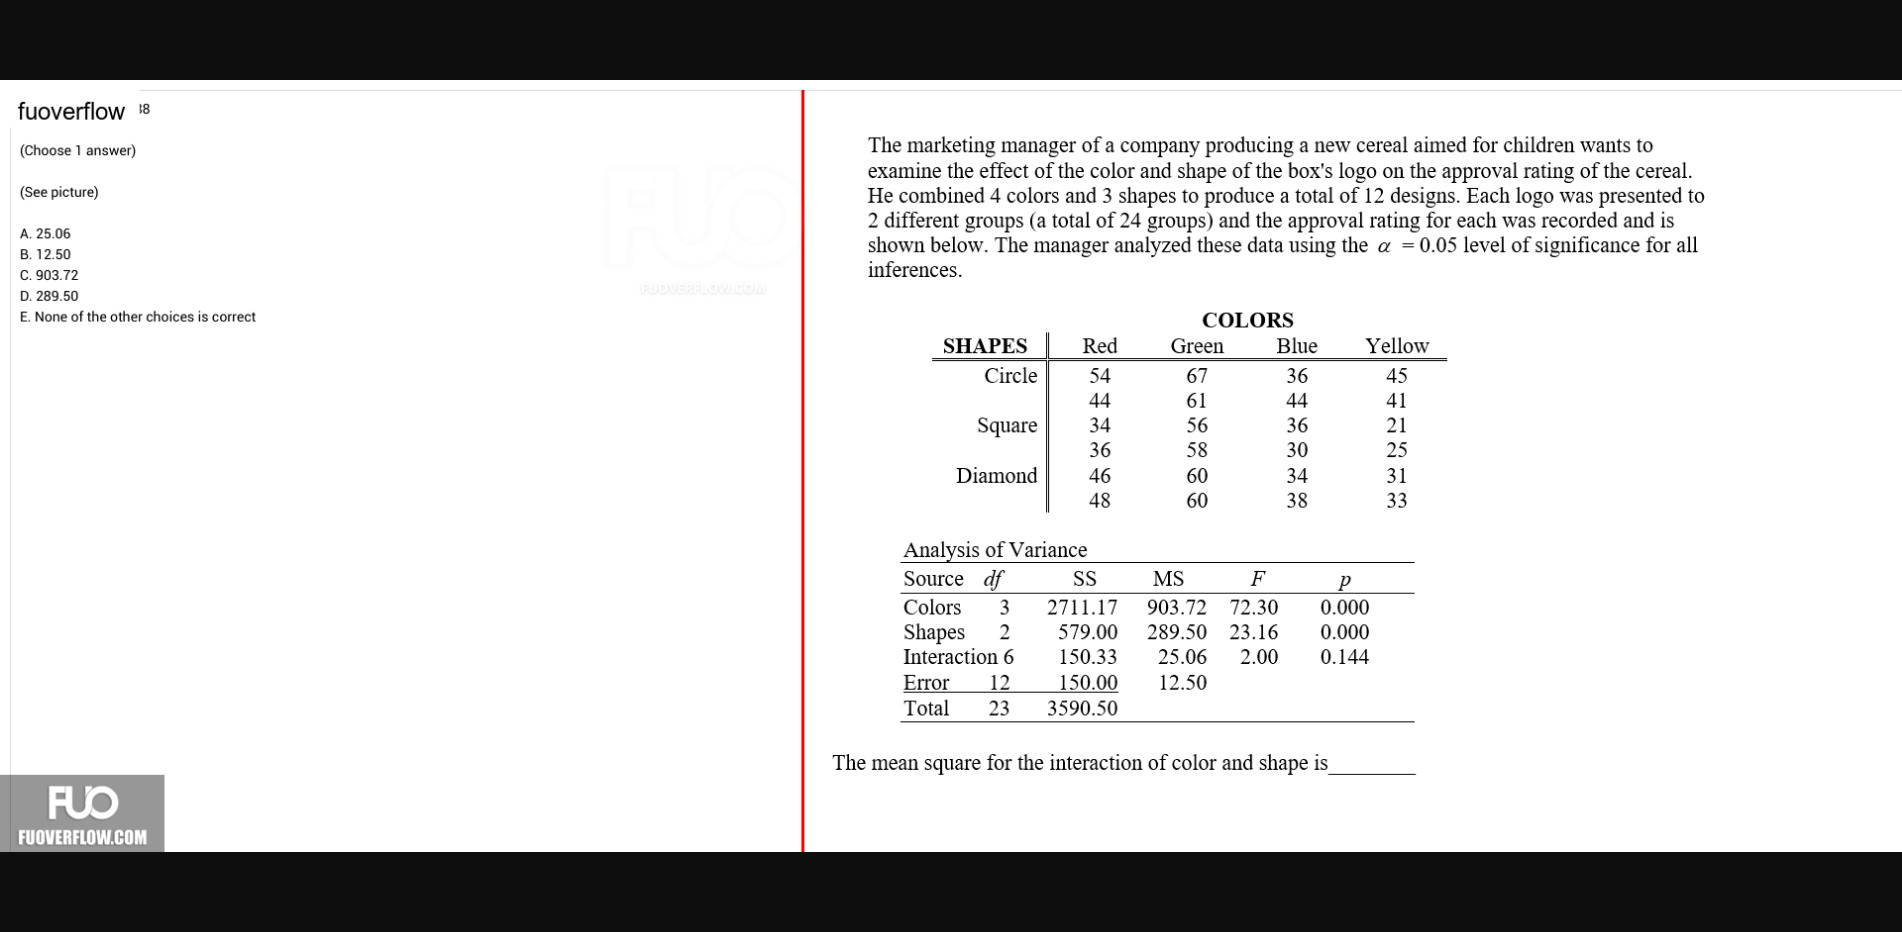 fuoverflow
(Choose 1 answer)
(See picture)
A. 25.06
B. 12.50
C. 903.72
D. 289.50
E. None of the other choices is correct
FUO
FUOVERFLOW.COM
The marketing manager of a company producing a new cereal aimed for children wants to
examine the effect of the color and shape of the box's logo on the approval rating of the cereal.
He combined 4 colors and 3 shapes to produce a total of 12 designs. Each logo was presented to
2 different groups (a total of 24 groups) and the approval rating for each was recorded and is
shown below. The manager analyzed these data using the α = 0.05 level of significance for all
inferences.
COLORS
SHAPES Red Green Blue Yellow
Circle 54 67 36 45
44 61 44 41
Square 34 56 36 21
36 58 30 25
Diamond 46 60 34 31
48 60 38 33
Analysis of Variance
Source df SS MS F p
Colors 3 2711.17 903.72 72.30 0.000
Shapes 2 579.00 289.50 23.16 0.000
Interaction 6 150.33 25.06 2.00 0.144
Error 12 150.00 12.50
Total 23 3590.50
The mean square for the interaction of color and shape is________
FUO
FUOVERFLOW.COM